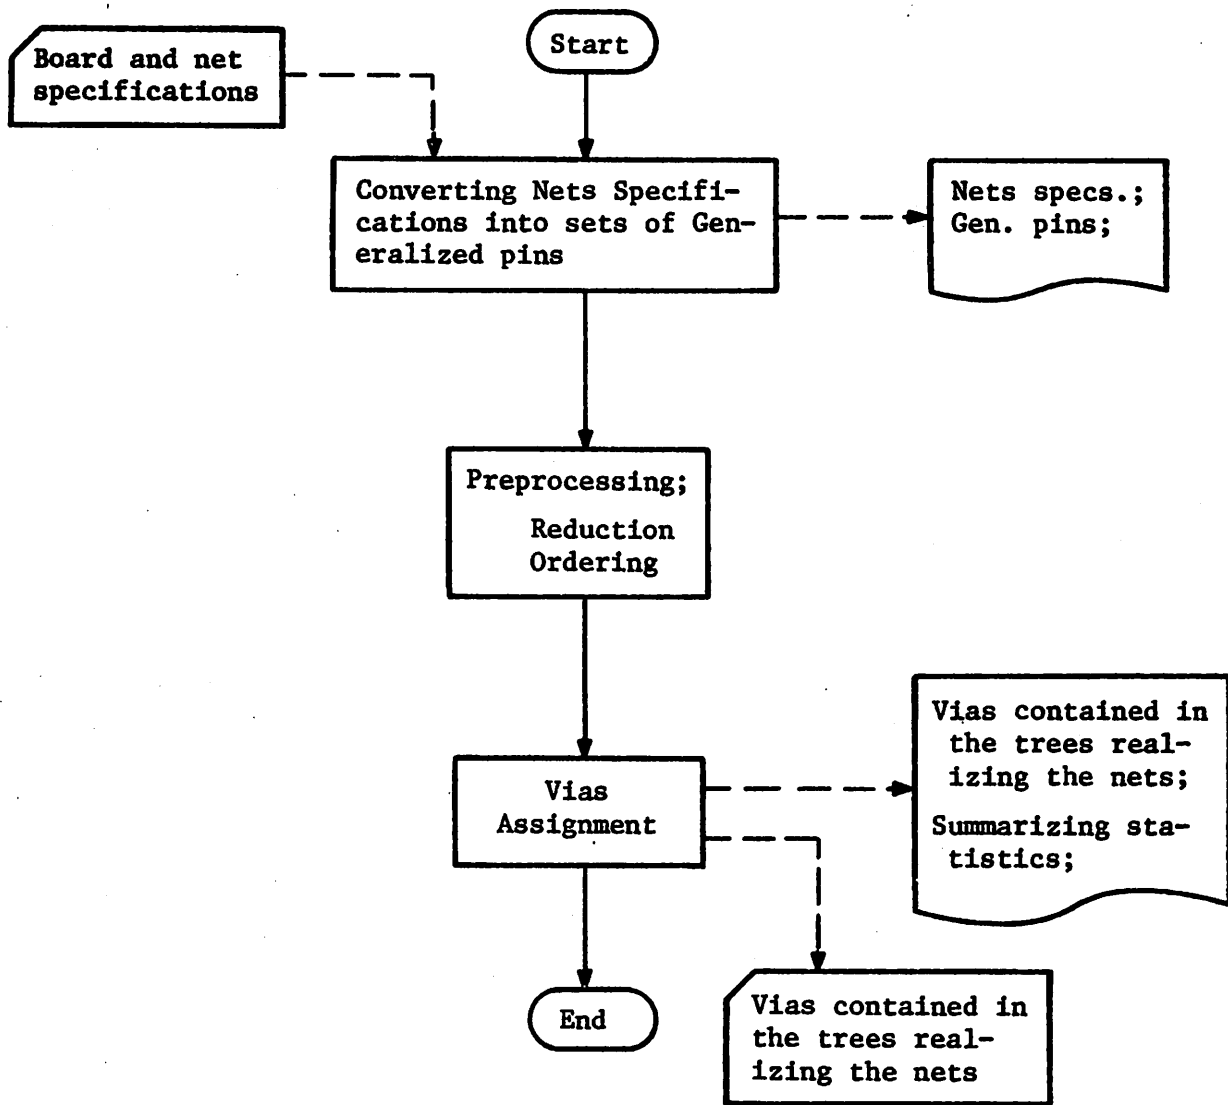 Start
Board and net
specifications
Converting Nets Specifi-
cations into sets of Gen-
eralized pins
Nets specs.;
Gen. pins;
Preprocessing;
Reduction
Ordering
Vias
Assignment
Vias contained in
the trees real-
izing the nets;
Summarizing sta-
tistics;
End
Vias contained in
the trees real-
izing the nets